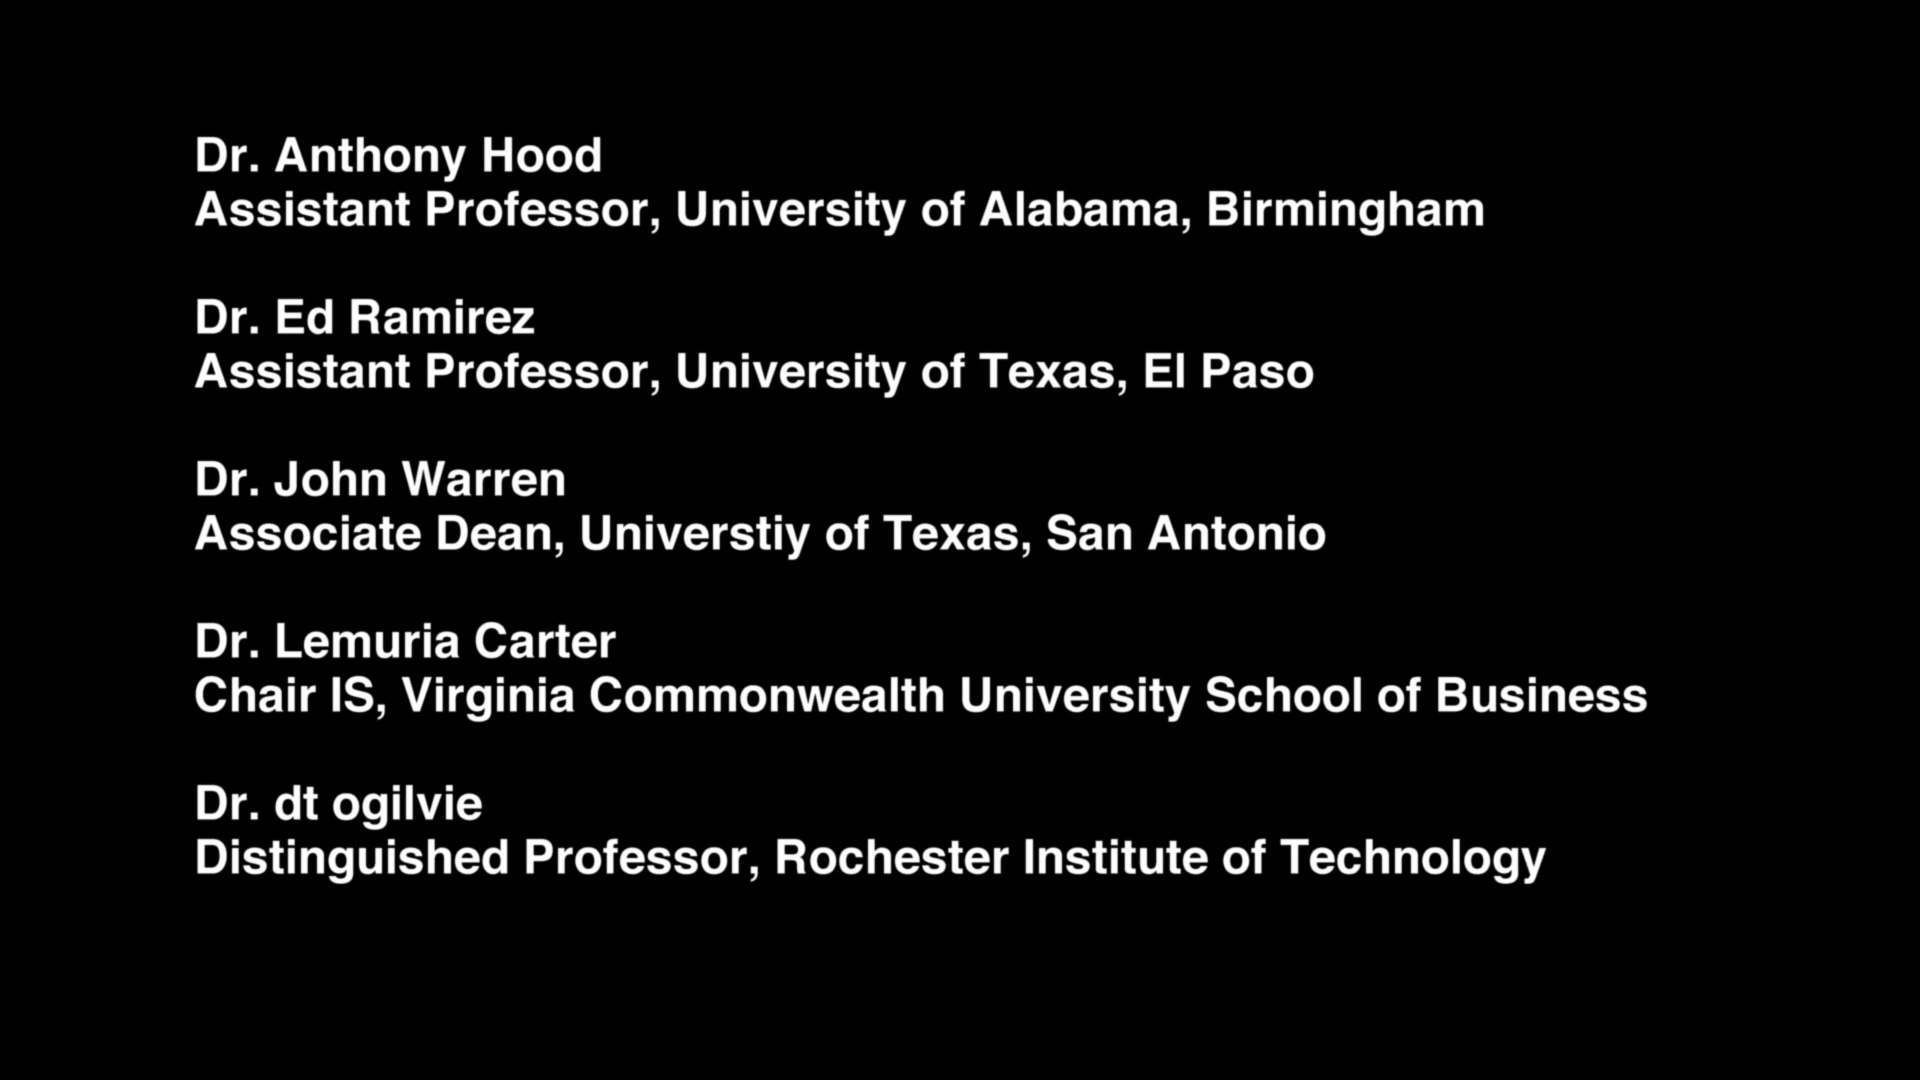 Dr. Anthony Hood
Assistant Professor, University of Alabama, Birmingham
Dr. Ed Ramirez
Assistant Professor, University of Texas, El Paso
Dr. John Warren
Associate Dean, Universtiy of Texas, San Antonio
Dr. Lemuria Carter
Chair IS, Virginia Commonwealth University School of Business
Dr. dt ogilvie
Distinguished Professor, Rochester Institute of Technology